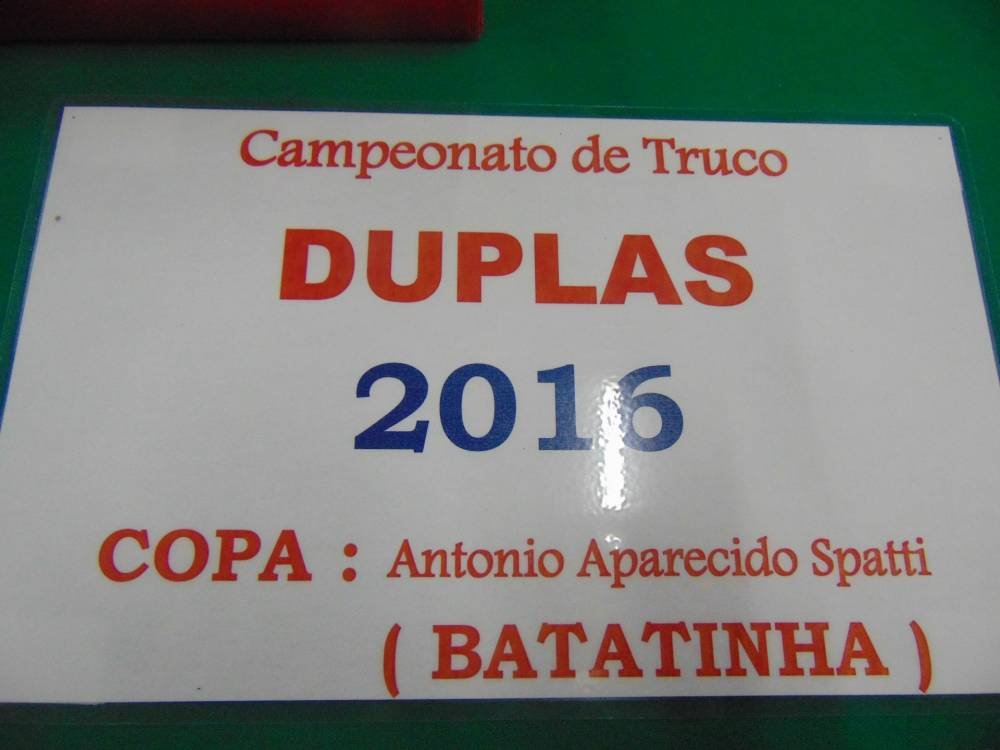 Campeonato de Truco
DUPLAS
2016
COPA : Antonio Aparecido Spatti
( BATATINHA )